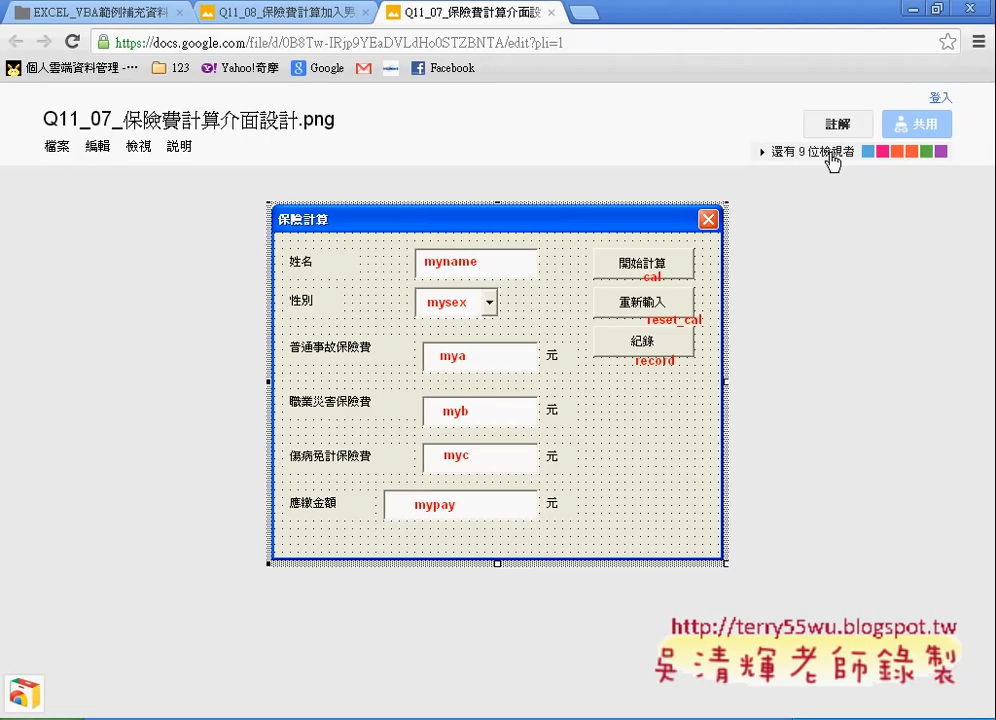 EXCEL_VBA範例補充資料
Q11_08_保險費計算加入男
Q11_07_保險費計算介面設
https://docs.google.com/file/d/0B8Tw-IRjp9YEaDVLdHo0STZBNTA/edit?pli=1
個人雲端資料管理 -… 123 Yahoo!奇摩 Google Facebook
登入
Q11_07_保險費計算介面設計.png
註解 共用
檔案 編輯 檢視 說明
還有 9 位檢視者
保險計算
姓名 myname 開始計算
cal
性別 mysex 重新輸入
reset_cal
普通事故保險費 mya 元 紀錄
record
職業災害保險費 myb 元
傷病免計保險費 myc 元
應繳金額 mypay 元
http://terry55wu.blogspot.tw
吳清輝老師錄製